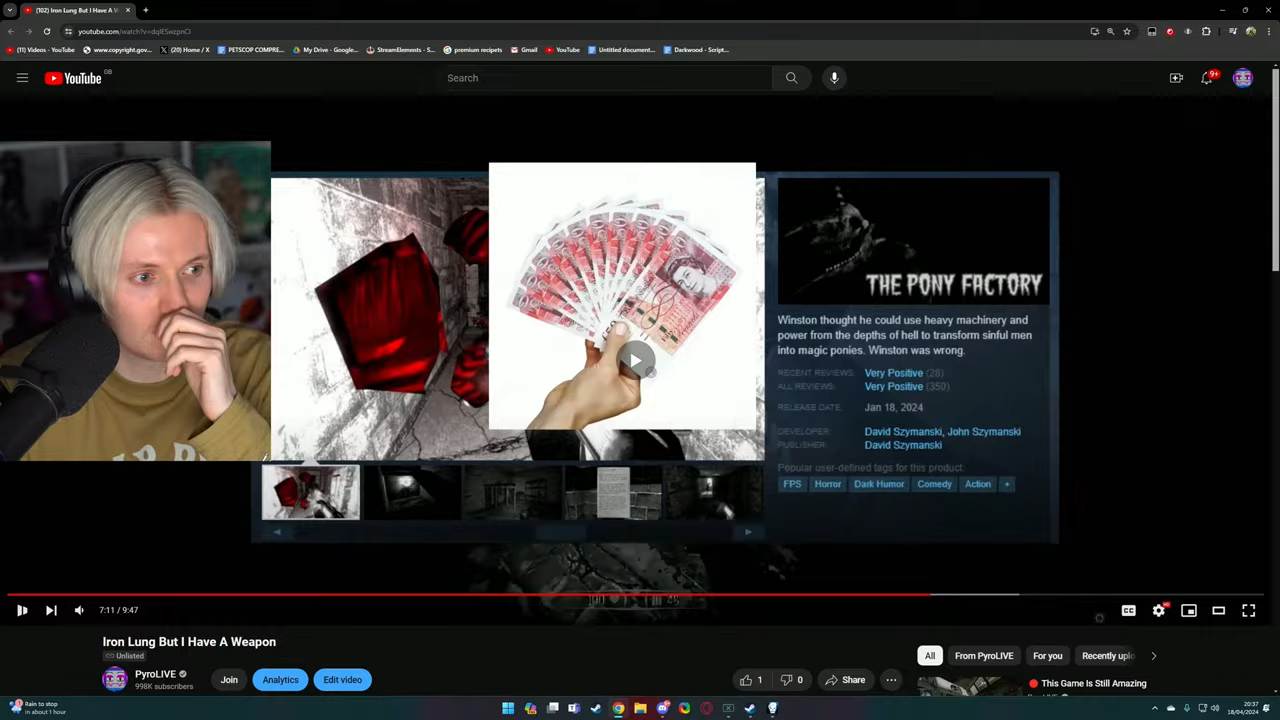 (102) Iron Lung But I Have A W
youtube.com/watch?v=dqlESwzpnCI
(11) Videos - YouTube
www.copyright.gov...
(20) Home / X
PETSCOP COMPRE...
My Drive - Google...
StreamElements - S...
premium recipets
Gmail
YouTube
Untitled document...
Darkwood - Script...
YouTube GB
Search
9+
THE PONY FACTORY
Winston thought he could use heavy machinery and
power from the depths of hell to transform sinful men
into magic ponies. Winston was wrong.
RECENT REVIEWS: Very Positive (28)
ALL REVIEWS: Very Positive (350)
RELEASE DATE: Jan 18, 2024
DEVELOPER: David Szymanski, John Szymanski
PUBLISHER: David Szymanski
Popular user-defined tags for this product:
FPS Horror Dark Humor Comedy Action +
7:11 / 9:47
Iron Lung But I Have A Weapon
Unlisted
PyroLIVE
998K subscribers
Join
Analytics
Edit video
1
0
Share
All
From PyroLIVE
For you
Recently uplo
This Game Is Still Amazing
Rain to stop
In about 1 hour
20:37
18/04/2024